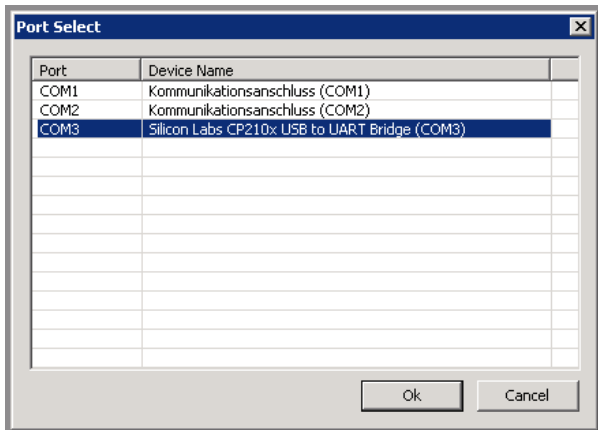 Port Select
Port Device Name
COM1 Kommunikationsanschluss (COM1)
COM2 Kommunikationsanschluss (COM2)
COM3 Silicon Labs CP210x USB to UART Bridge (COM3)
Ok Cancel